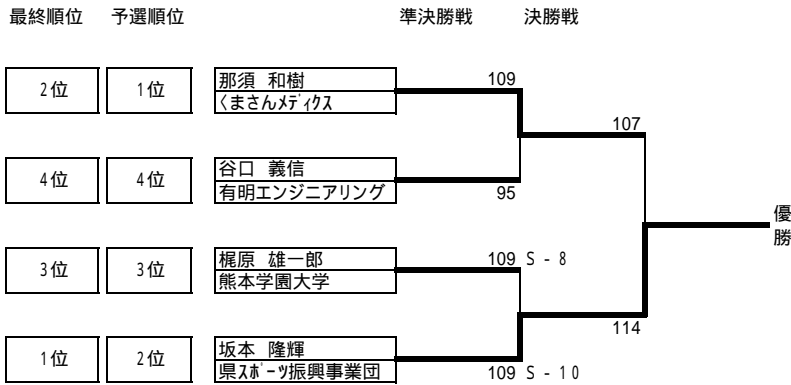 最終順位 予選順位 準決勝戦 決勝戦
2位 1位 那須 和樹 109
くまさんメディクス
107
4位 4位 谷口 義信
有明エンジニアリング 95
優勝
3位 3位 梶原 雄一郎 109 S - 8
熊本学園大学
114
1位 2位 坂本 隆輝
県ｽﾎﾟｰﾂ振興事業団 109 S - 10